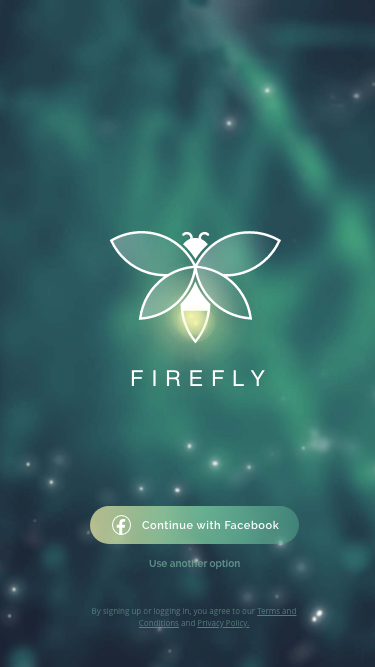 FIREFLY
Continue with Facebook
Use another option
By signing up or logging in, you agree to our Terms and
Conditions and Privacy Policy.